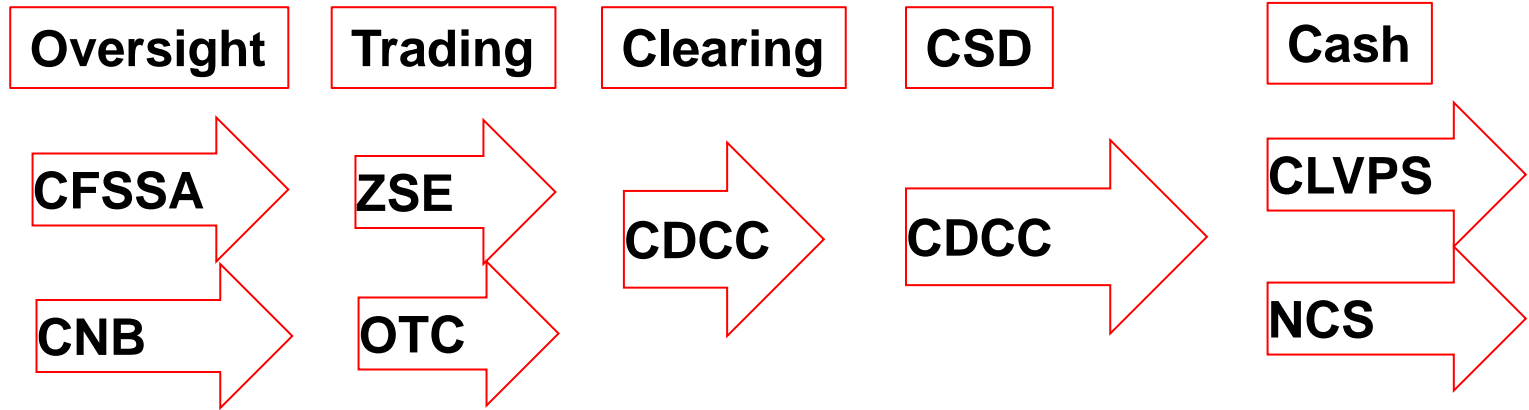 Oversight
Trading
Clearing
CSD
Cash
CFSSA
ZSE
CDCC
CDCC
CLVPS
CNB
OTC
NCS